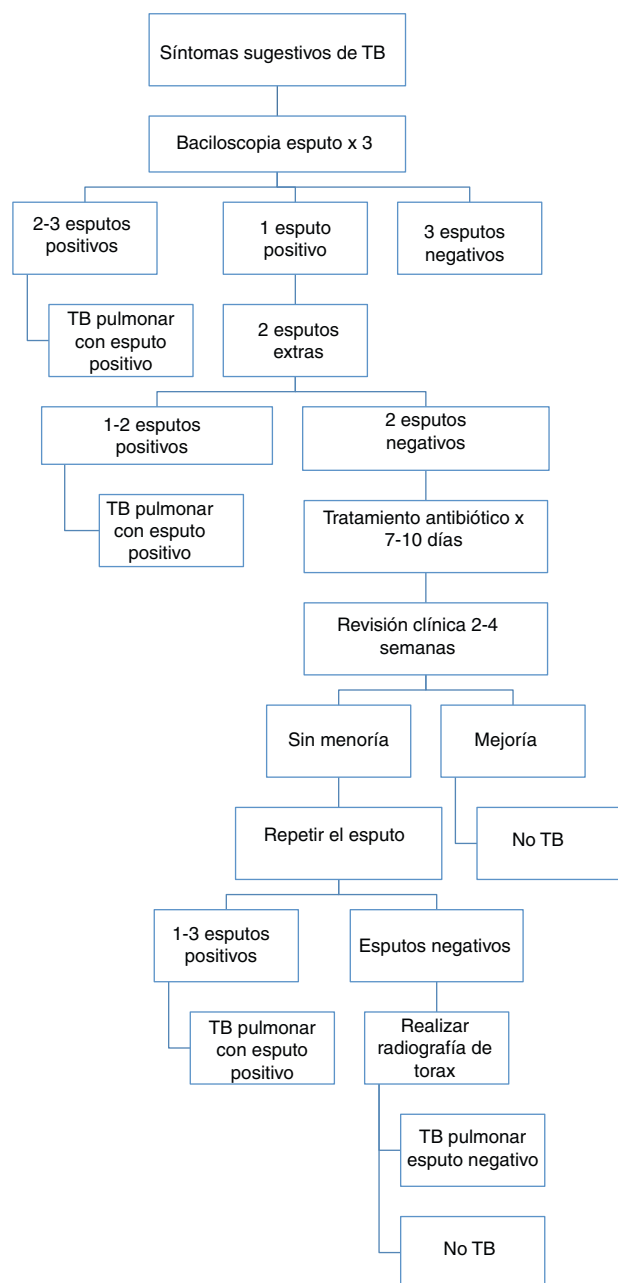 Síntomas sugestivos de TB
Baciloscopia esputo x 3
2-3 esputos
positivos
1 esputo
positivo
3 esputos
negativos
TB pulmonar
con esputo
positivo
2 esputos
extras
1-2 esputos
positivos
2 esputos
negativos
TB pulmonar
con esputo
positivo
Tratamiento antibiótico x
7-10 días
Revisión clínica 2-4
semanas
Sin menoría
Mejoría
Repetir el esputo
No TB
1-3 esputos
positivos
Esputos negativos
TB pulmonar
con esputo
positivo
Realizar
radiografía de
torax
TB pulmonar
esputo negativo
No TB